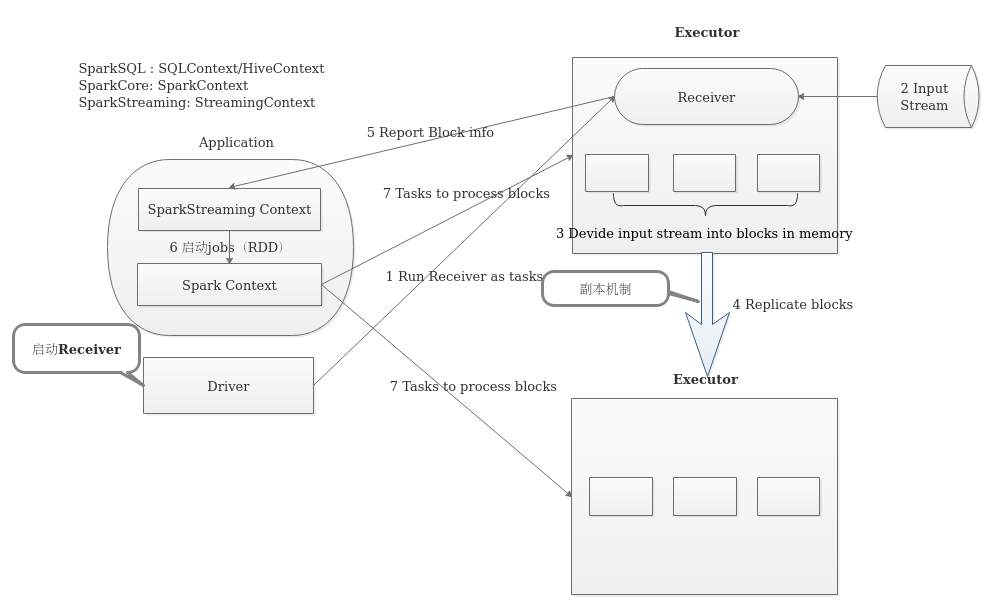 Executor
SparkSQL : SQLContext/HiveContext
SparkCore: SparkContext
SparkStreaming: StreamingContext
2 Input
Stream
Receiver
5 Report Block info
Application
7 Tasks to process blocks
SparkStreaming Context
3 Devide input stream into blocks in memory
6 启动jobs（RDD）
1 Run Receiver as tasks
Spark Context
副本机制
4 Replicate blocks
启动Receiver
Executor
Driver
7 Tasks to process blocks